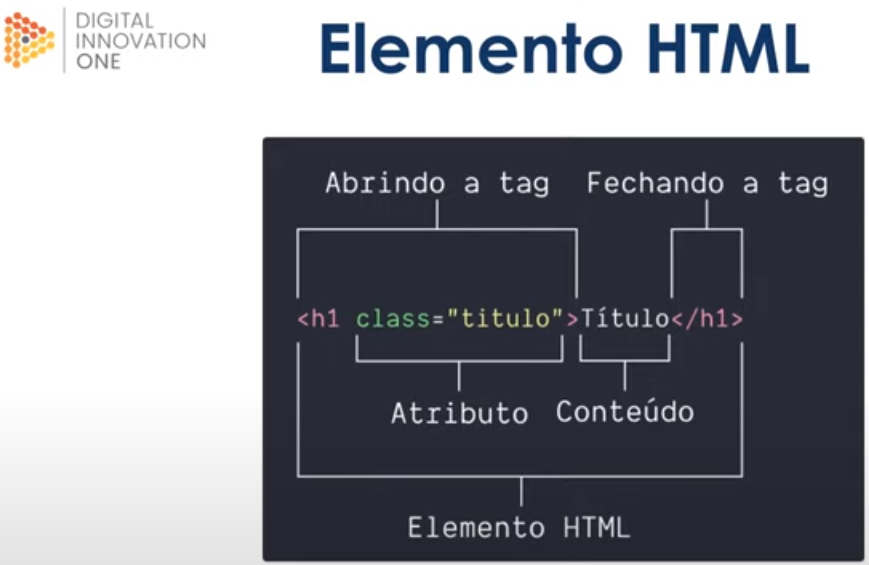 DIGITAL
INNOVATION
ONE
Elemento HTML
Abrindo a tag Fechando a tag
<h1 class="titulo">Título</h1>
Atributo Conteúdo
Elemento HTML